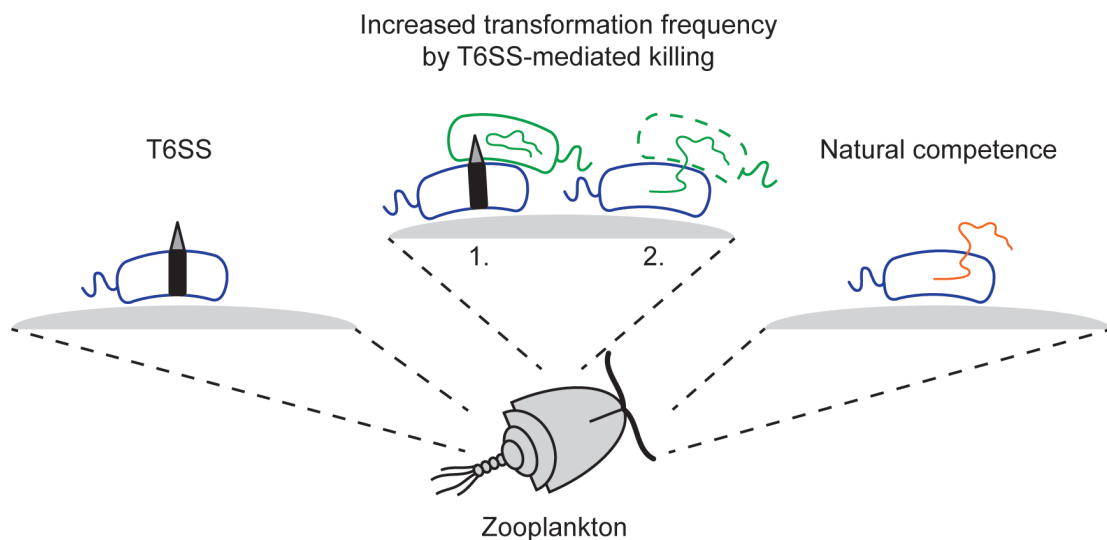 Increased transformation frequency
by T6SS-mediated killing
T6SS
Natural competence
1.
2.
Zooplankton